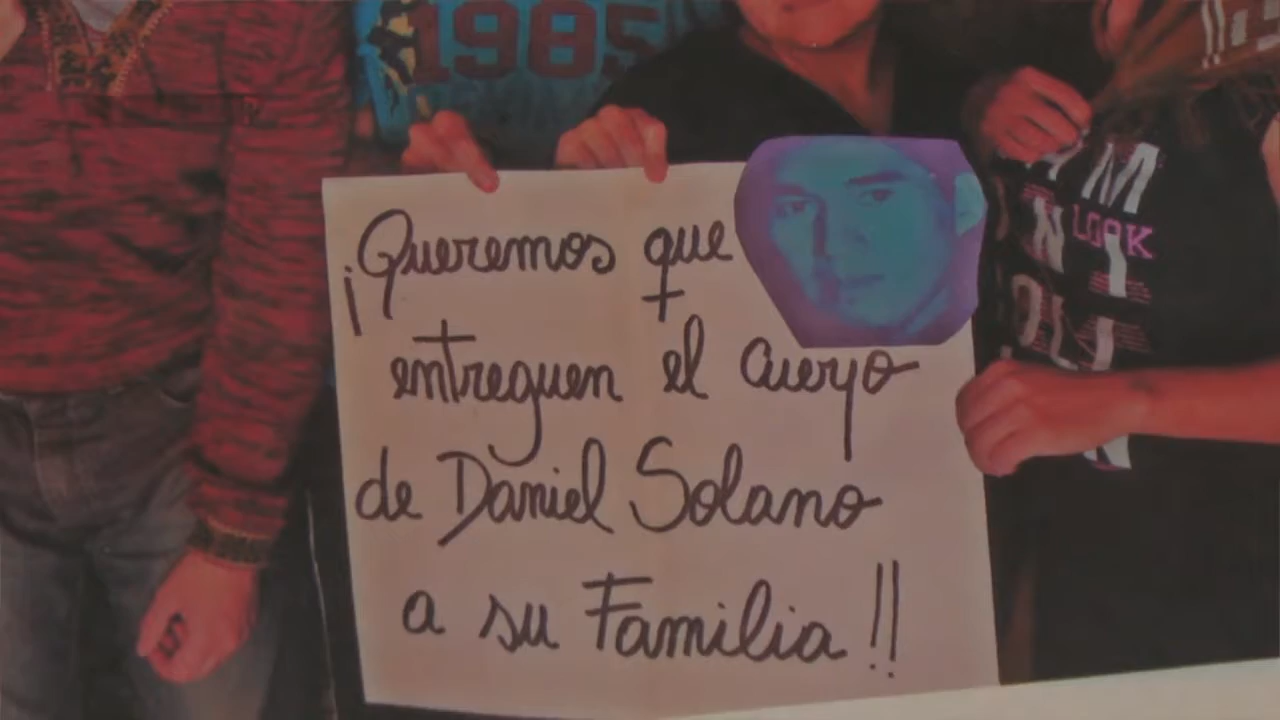 1985
¡Queremos que
entreguen el cuerpo
de Daniel Solano
a su Familia!!
LOOK